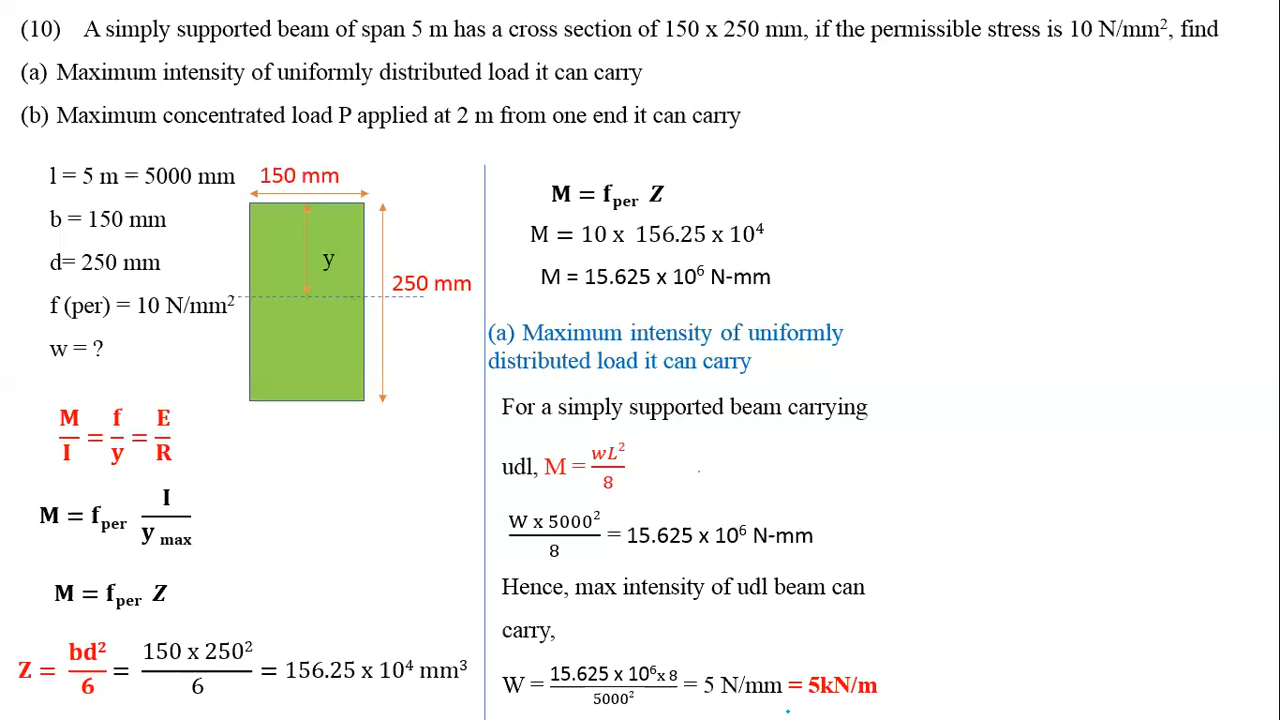 (10) A simply supported beam of span 5 m has a cross section of 150 x 250 mm, if the permissible stress is 10 N/mm², find
(a) Maximum intensity of uniformly distributed load it can carry
(b) Maximum concentrated load P applied at 2 m from one end it can carry
l = 5 m = 5000 mm
b = 150 mm
d= 250 mm
f (per) = 10 N/mm²
w = ?
150 mm
y
250 mm
M/I = f/y = E/R
M = f_per I/y_max
M = f_per Z
Z = bd²/6 = 150 x 250²/6 = 156.25 x 10⁴ mm³
M = f_per Z
M = 10 x 156.25 x 10⁴
M = 15.625 x 10⁶ N-mm
(a) Maximum intensity of uniformly
distributed load it can carry
For a simply supported beam carrying
udl, M = wL²/8
W x 5000²/8 = 15.625 x 10⁶ N-mm
Hence, max intensity of udl beam can
carry,
W = 15.625 x 10⁶x 8/5000² = 5 N/mm = 5kN/m